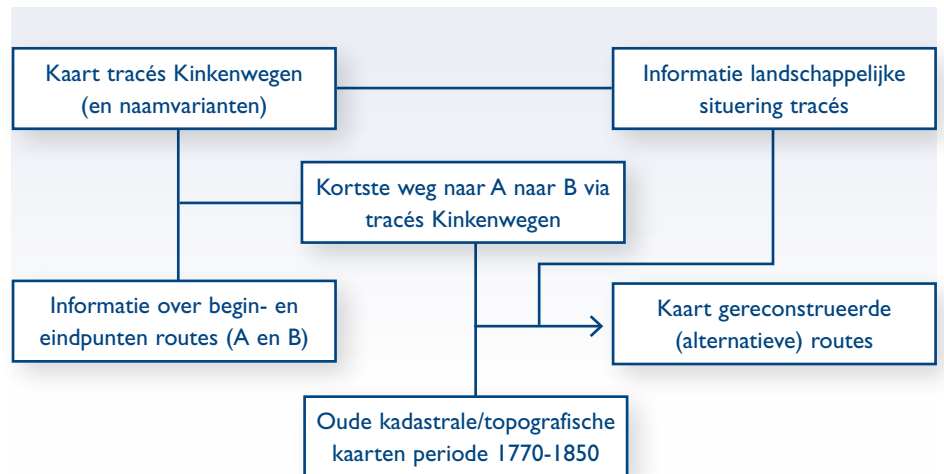 Kaart tracés Kinkenwegen
(en naamvarianten)
Informatie landschappelijke
situering tracés
Kortste weg naar A naar B via
tracés Kinkenwegen
Informatie over begin- en
eindpunten routes (A en B)
Kaart gereconstrueerde
(alternatieve) routes
Oude kadastrale/topografische
kaarten periode 1770-1850